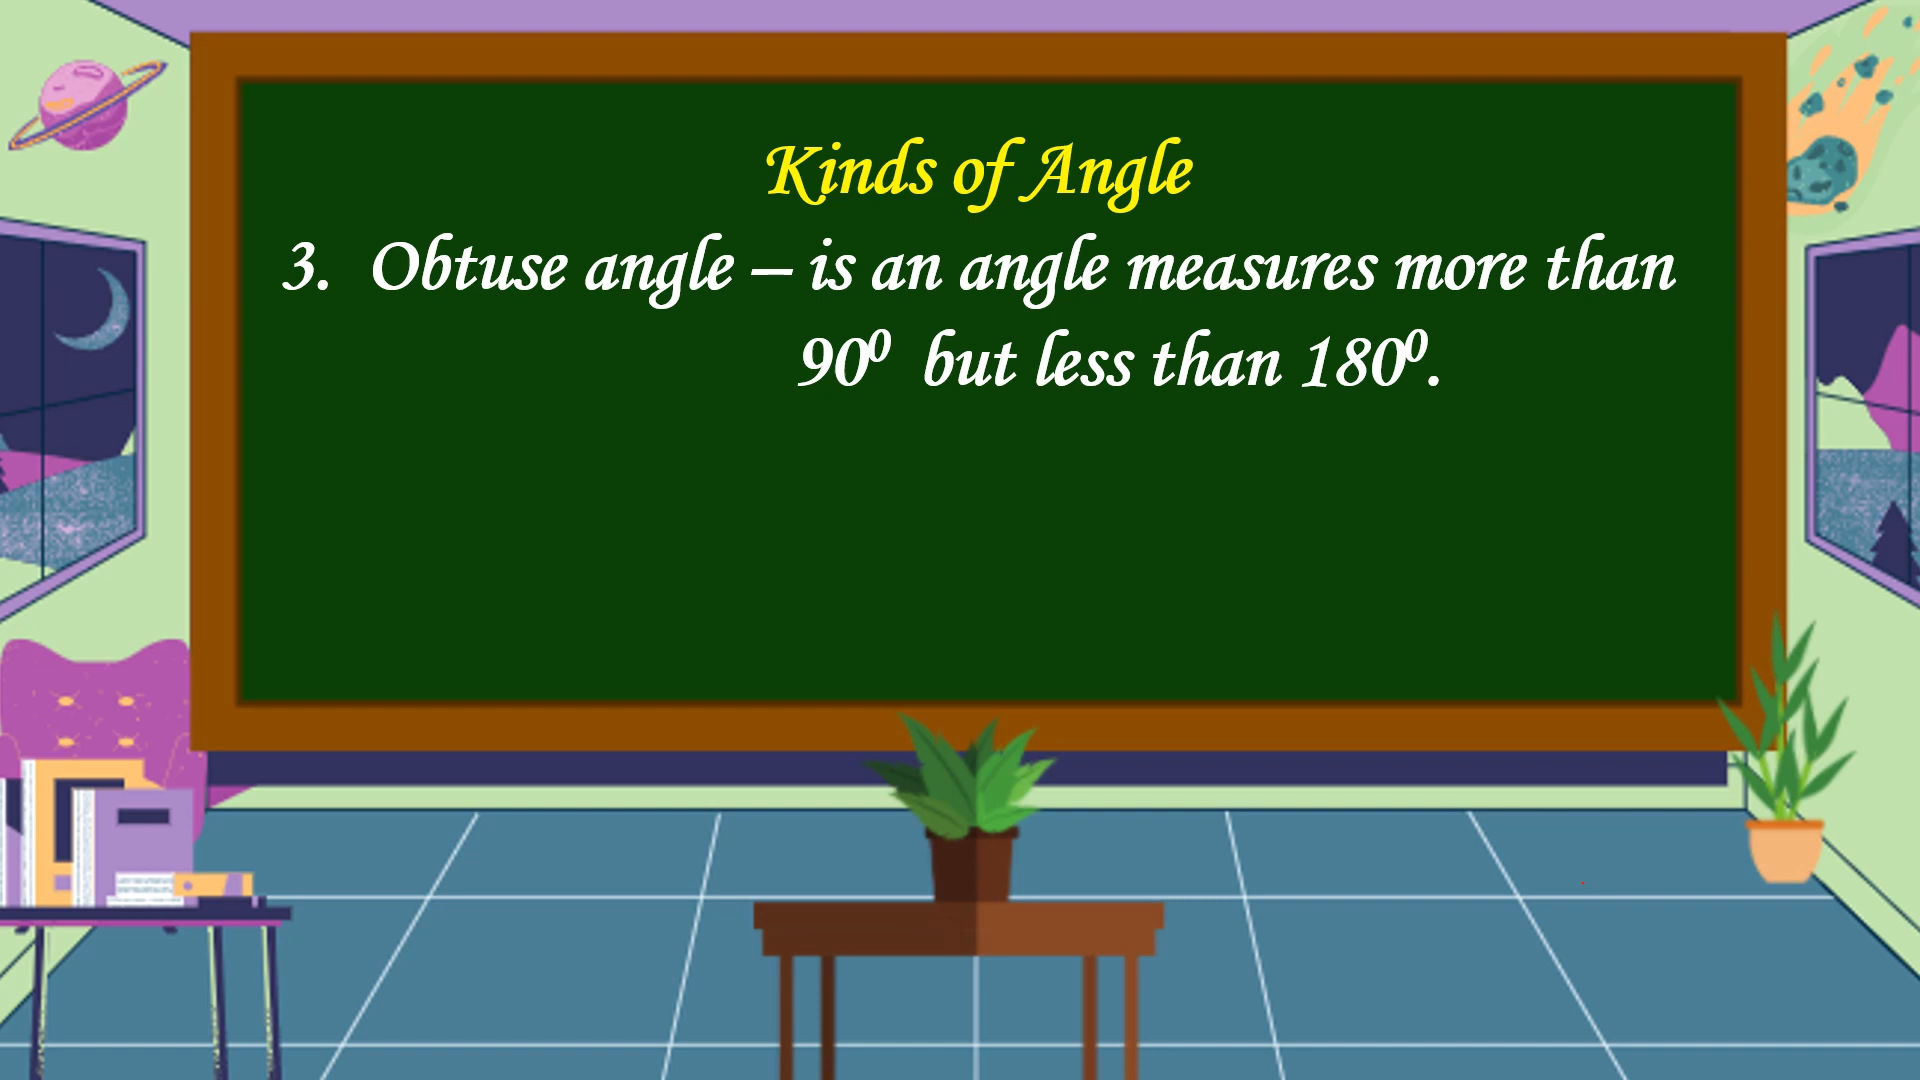 Kinds of Angle
3. Obtuse angle – is an angle measures more than
90⁰ but less than 180⁰.